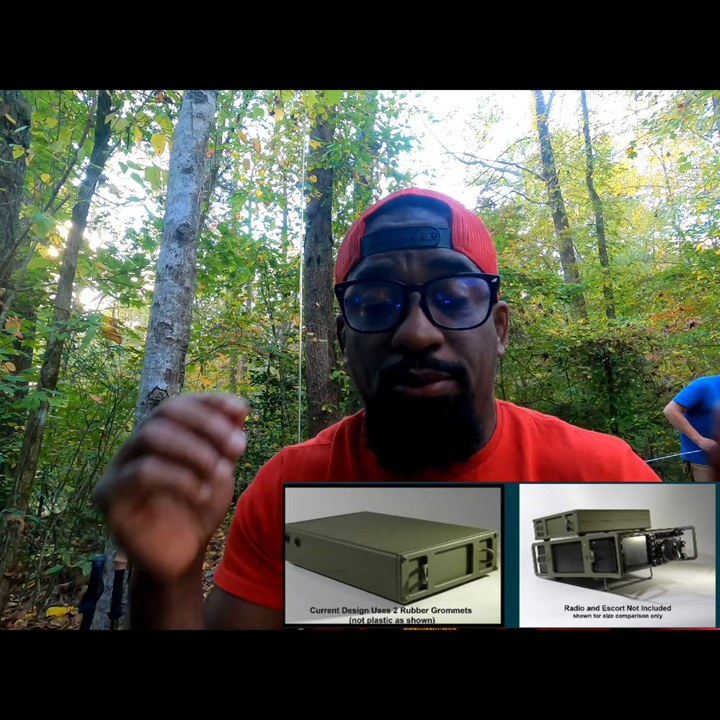 Current Design Uses 2 Rubber Grommets
(not plastic as shown)
Radio and Escort Not Included
shown for size comparison only